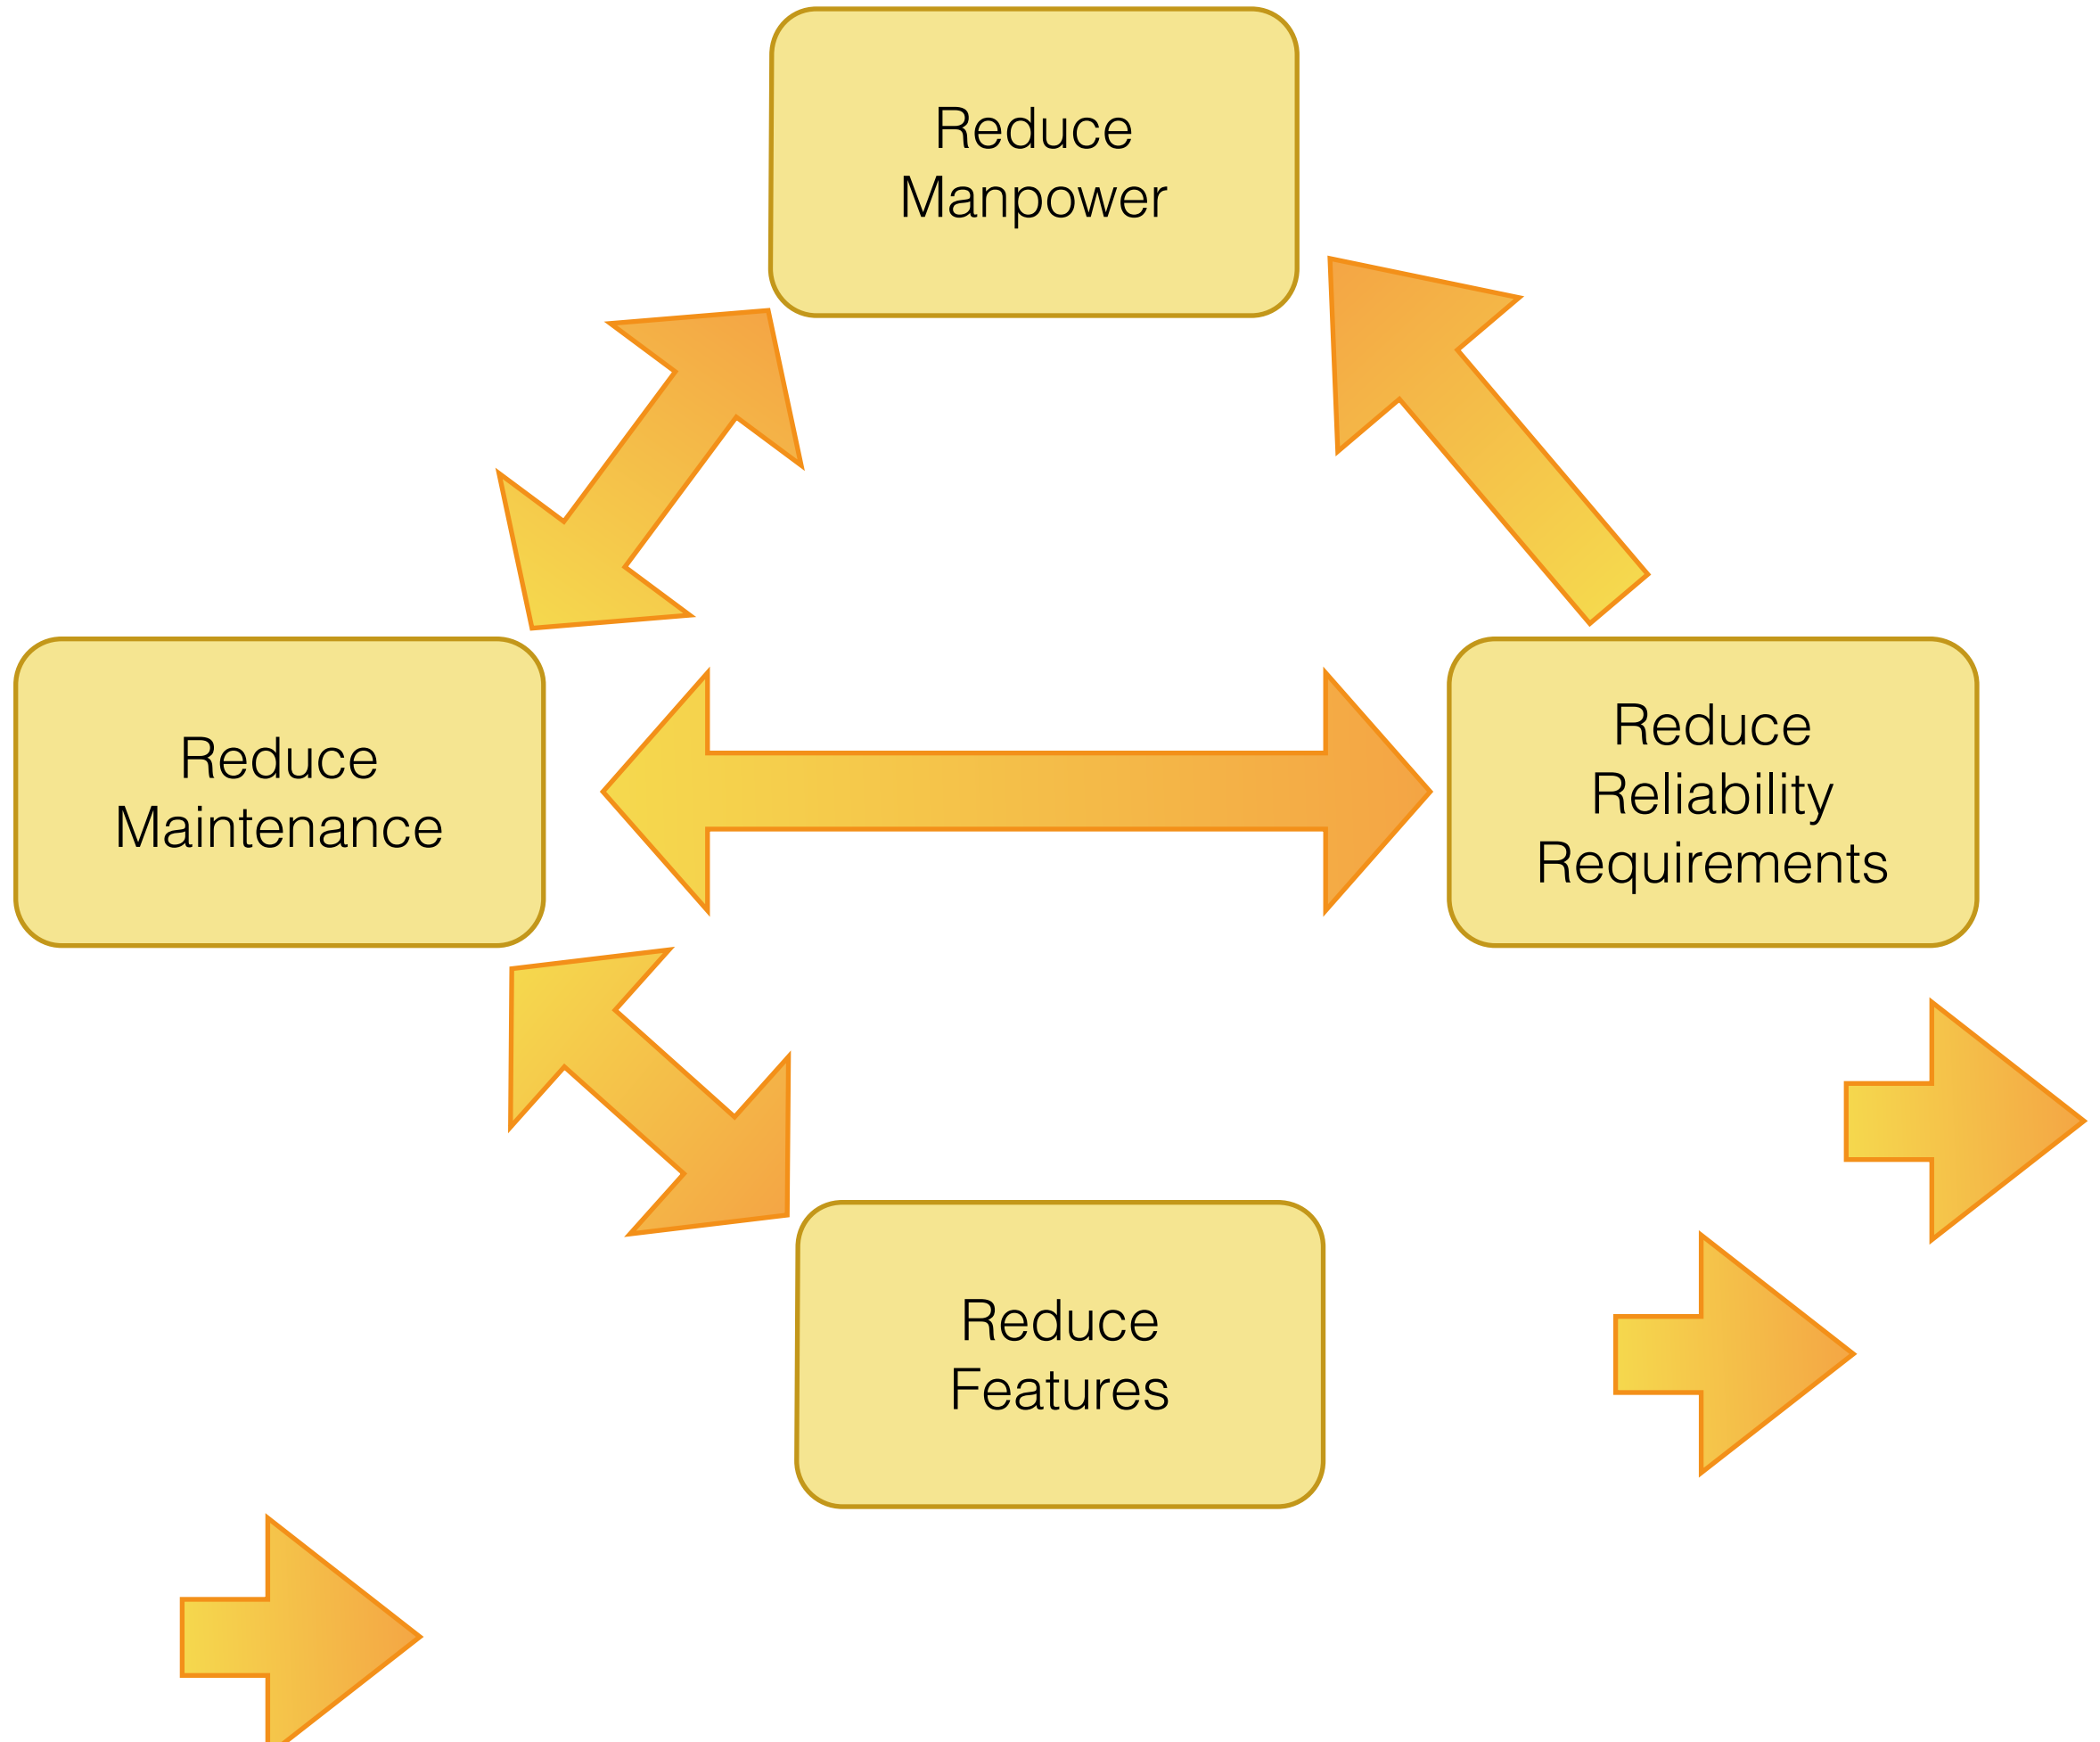 Reduce
Manpower
Reduce
Maintenance
Reduce
Reliability
Requirements
Reduce
Features